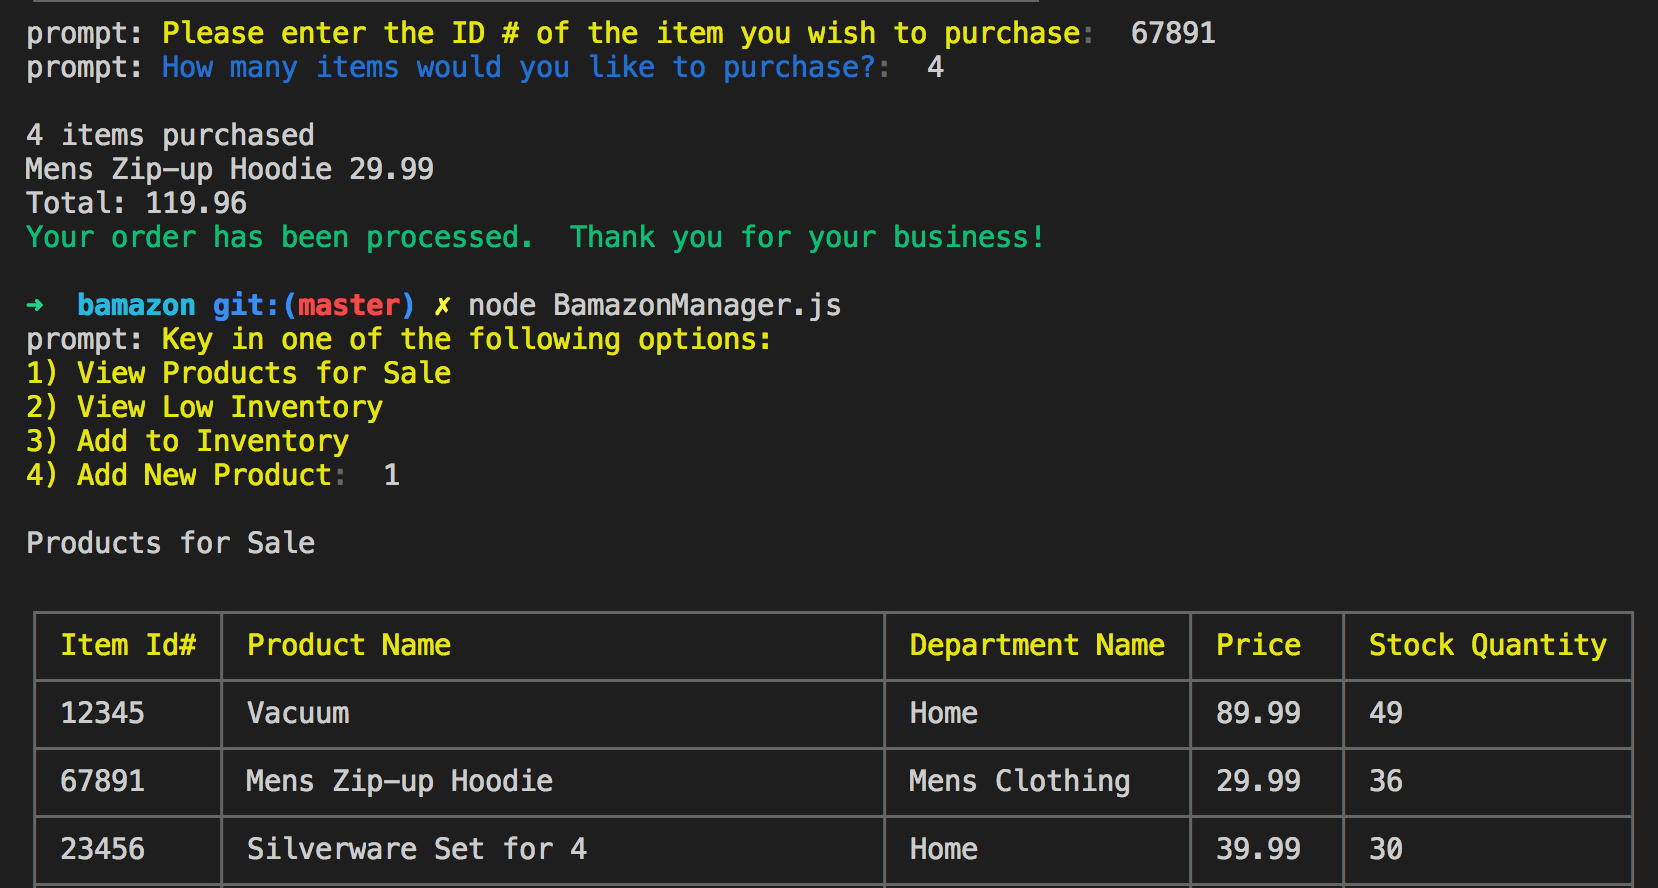 prompt: Please enter the ID # of the item you wish to purchase:  67891
prompt: How many items would you like to purchase?:  4
4 items purchased
Mens Zip-up Hoodie 29.99
Total: 119.96
Your order has been processed.  Thank you for your business!
➜  bamazon git:(master) ✗ node BamazonManager.js
prompt: Key in one of the following options:
1) View Products for Sale
2) View Low Inventory
3) Add to Inventory
4) Add New Product:  1
Products for Sale
Item Id# Product Name Department Name Price Stock Quantity
12345 Vacuum Home 89.99 49
67891 Mens Zip-up Hoodie Mens Clothing 29.99 36
23456 Silverware Set for 4 Home 39.99 30